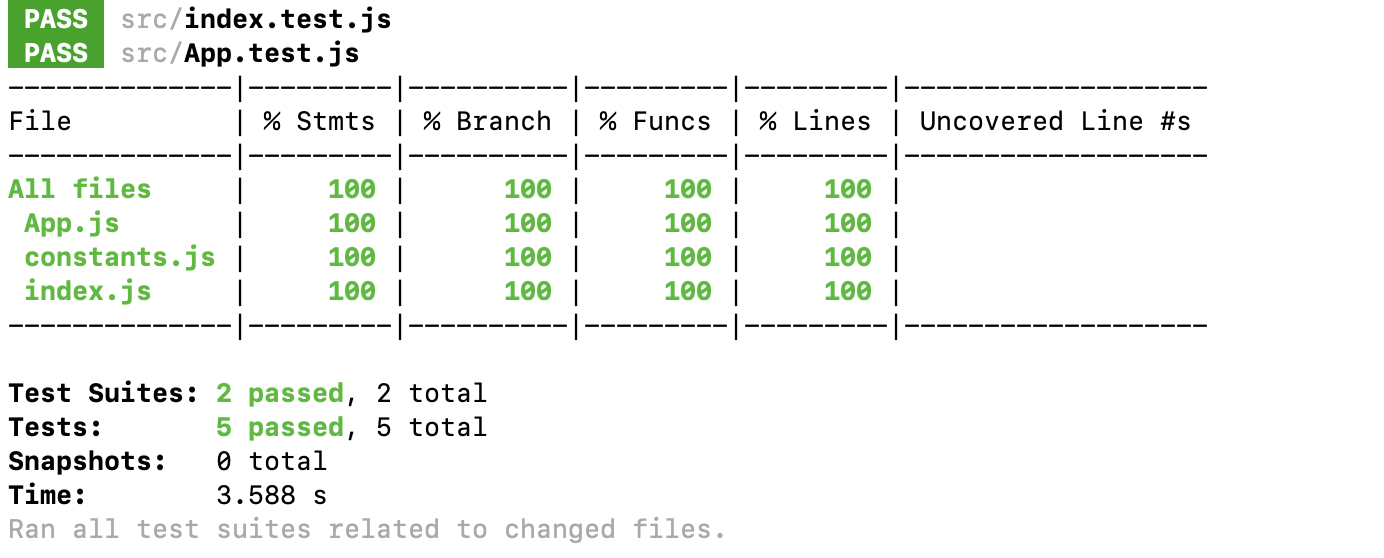 PASS src/index.test.js
PASS src/App.test.js
--------------|---------|----------|---------|---------|-------------------
File          | % Stmts | % Branch | % Funcs | % Lines | Uncovered Line #s
--------------|---------|----------|---------|---------|-------------------
All files     |     100 |      100 |     100 |     100 |
 App.js       |     100 |      100 |     100 |     100 |
 constants.js |     100 |      100 |     100 |     100 |
 index.js     |     100 |      100 |     100 |     100 |
--------------|---------|----------|---------|---------|-------------------
Test Suites: 2 passed, 2 total
Tests:       5 passed, 5 total
Snapshots:   0 total
Time:        3.588 s
Ran all test suites related to changed files.